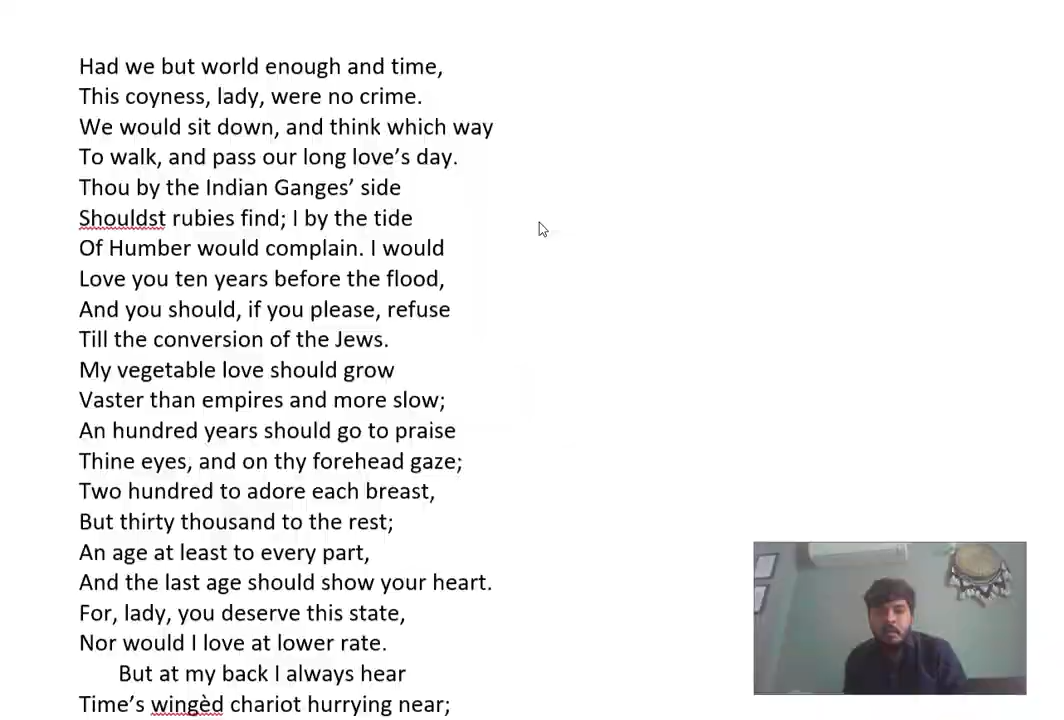 Had we but world enough and time,
This coyness, lady, were no crime.
We would sit down, and think which way
To walk, and pass our long love’s day.
Thou by the Indian Ganges’ side
Shouldst rubies find; I by the tide
Of Humber would complain. I would
Love you ten years before the flood,
And you should, if you please, refuse
Till the conversion of the Jews.
My vegetable love should grow
Vaster than empires and more slow;
An hundred years should go to praise
Thine eyes, and on thy forehead gaze;
Two hundred to adore each breast,
But thirty thousand to the rest;
An age at least to every part,
And the last age should show your heart.
For, lady, you deserve this state,
Nor would I love at lower rate.
But at my back I always hear
Time’s wingèd chariot hurrying near;